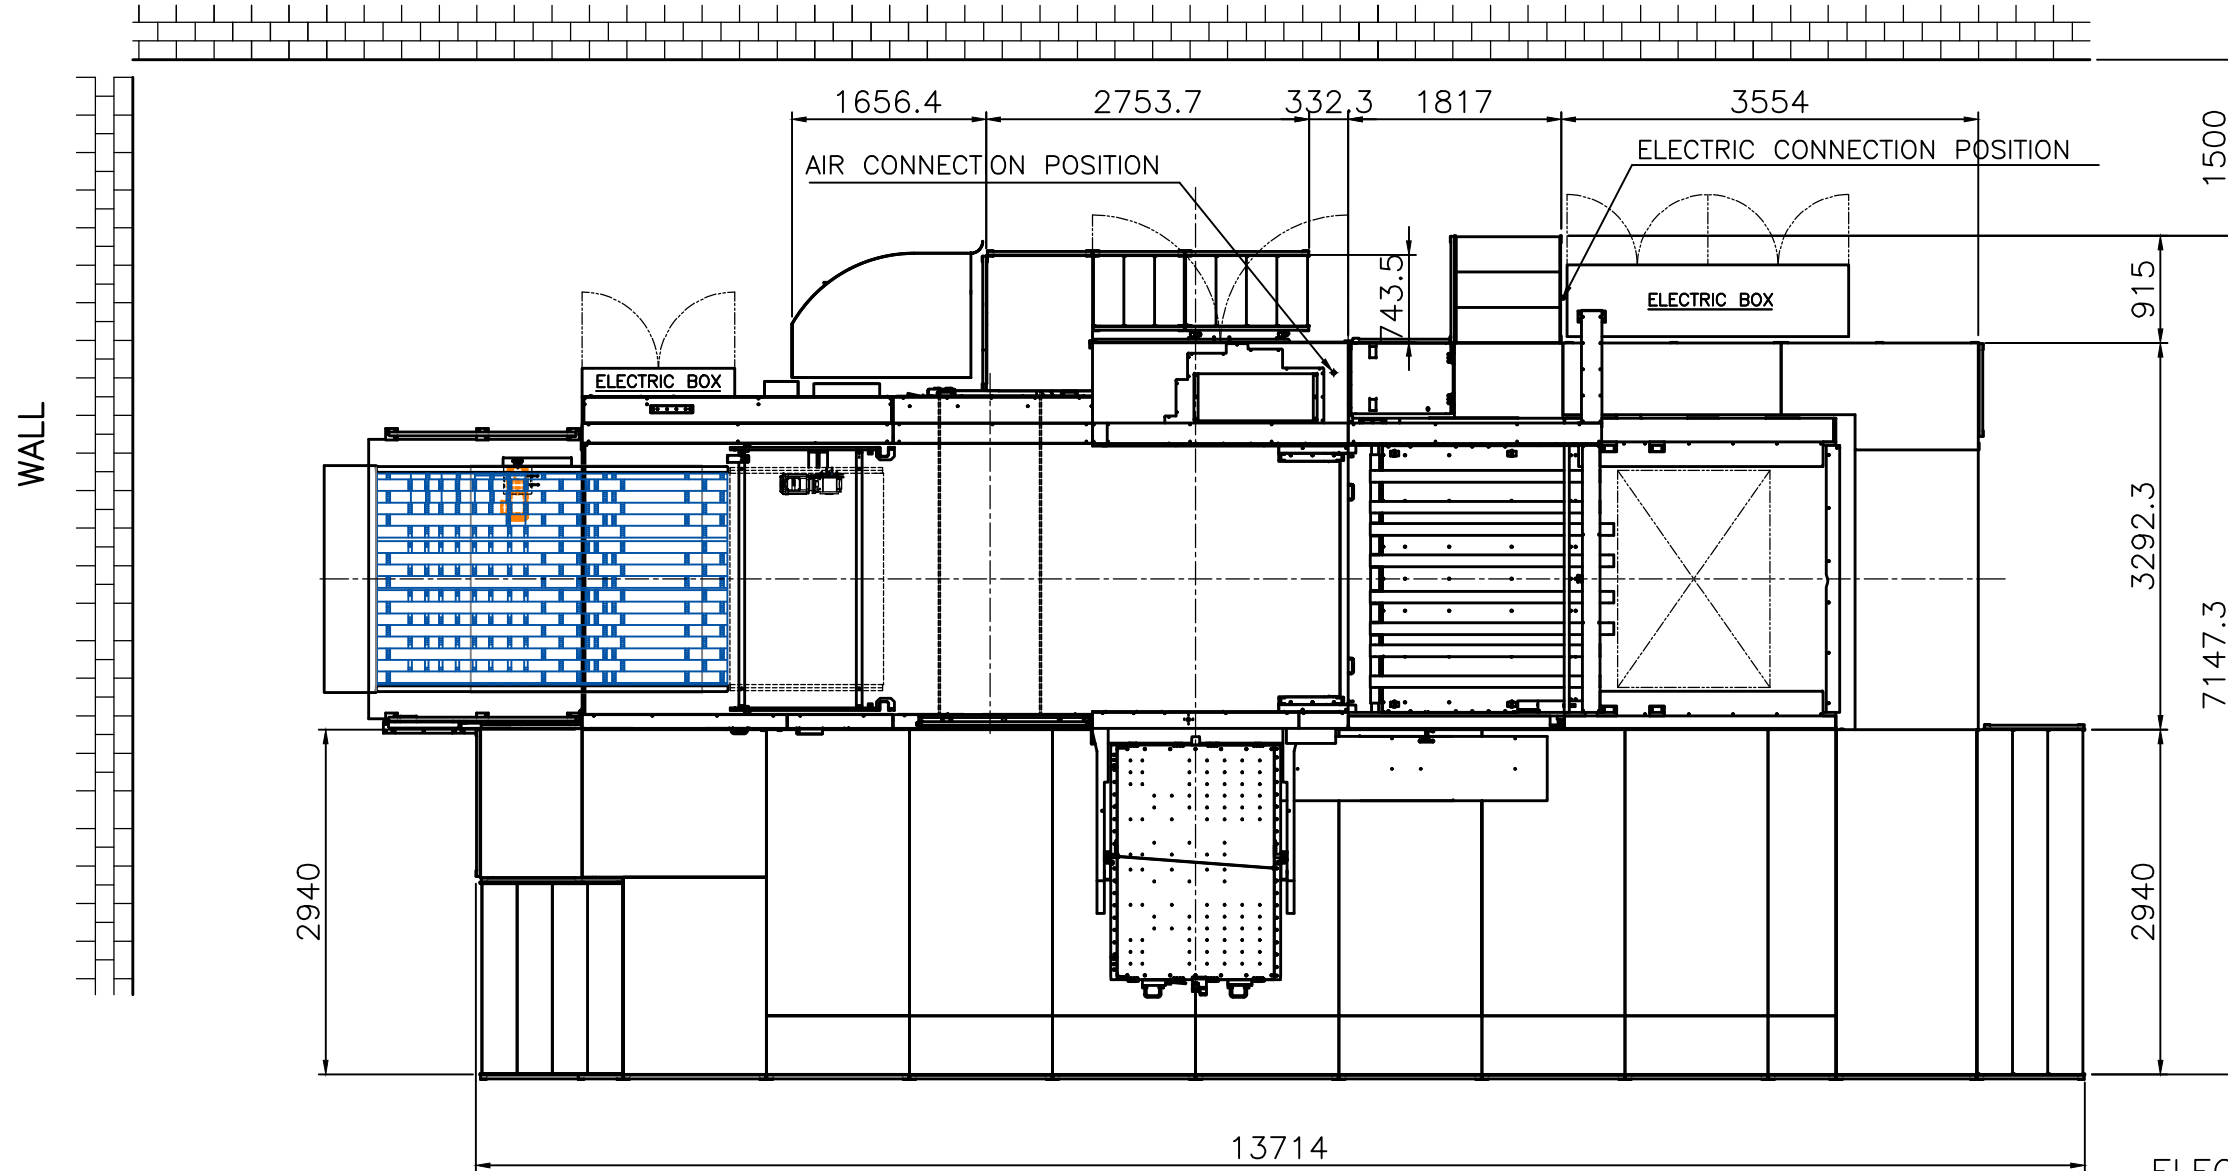 1656.4
2753.7
332.3
1817
3554
1500
AIR CONNECTION POSITION
ELECTRIC CONNECTION POSITION
743.5
915
ELECTRIC BOX
ELECTRIC BOX
WALL
3292.3
7147.3
2940
2940
13714